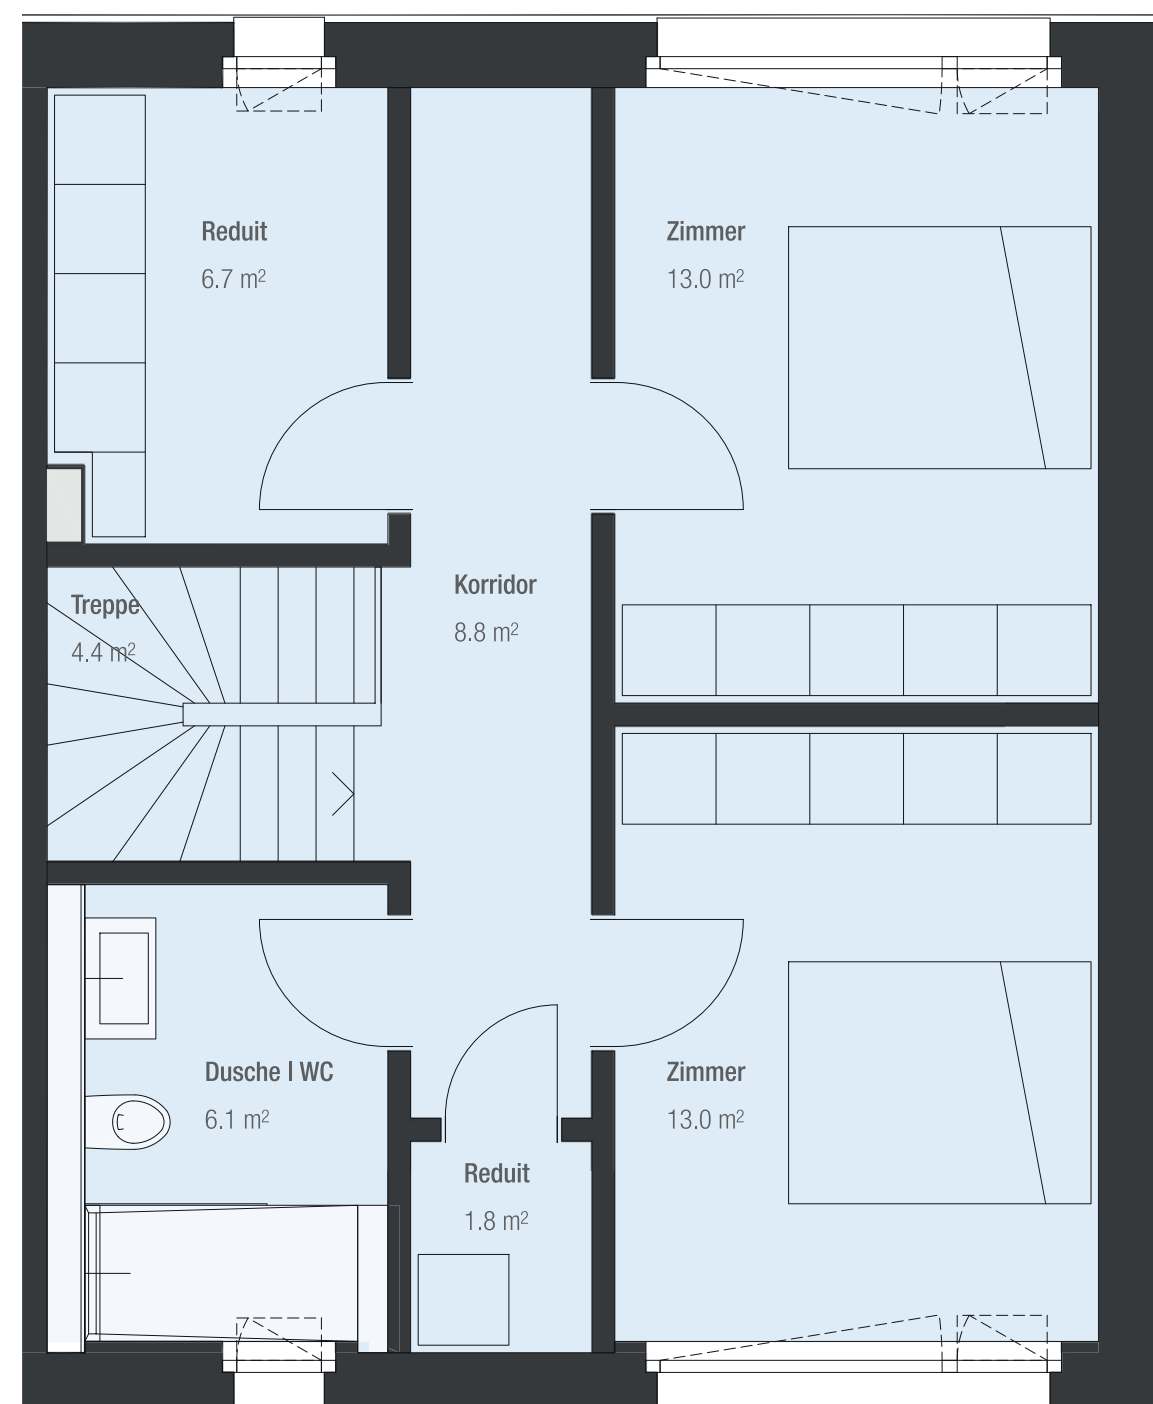 Reduit
6.7 m²
Zimmer
13.0 m²
Treppe
4.4 m²
Korridor
8.8 m²
Dusche | WC
6.1 m²
Zimmer
13.0 m²
Reduit
1.8 m²